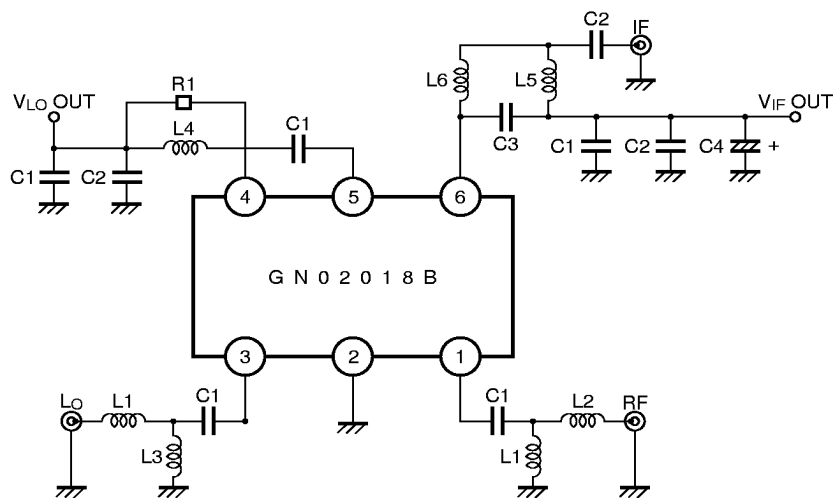 C2
IF
L6
L5
R1
VLO OUT
VIF OUT
L4
C1
C3
C1
C2
C4
+
C1
C2
4
5
6
GN02018B
3
2
1
LO
L1
C1
L3
C1
L2
RF
L1